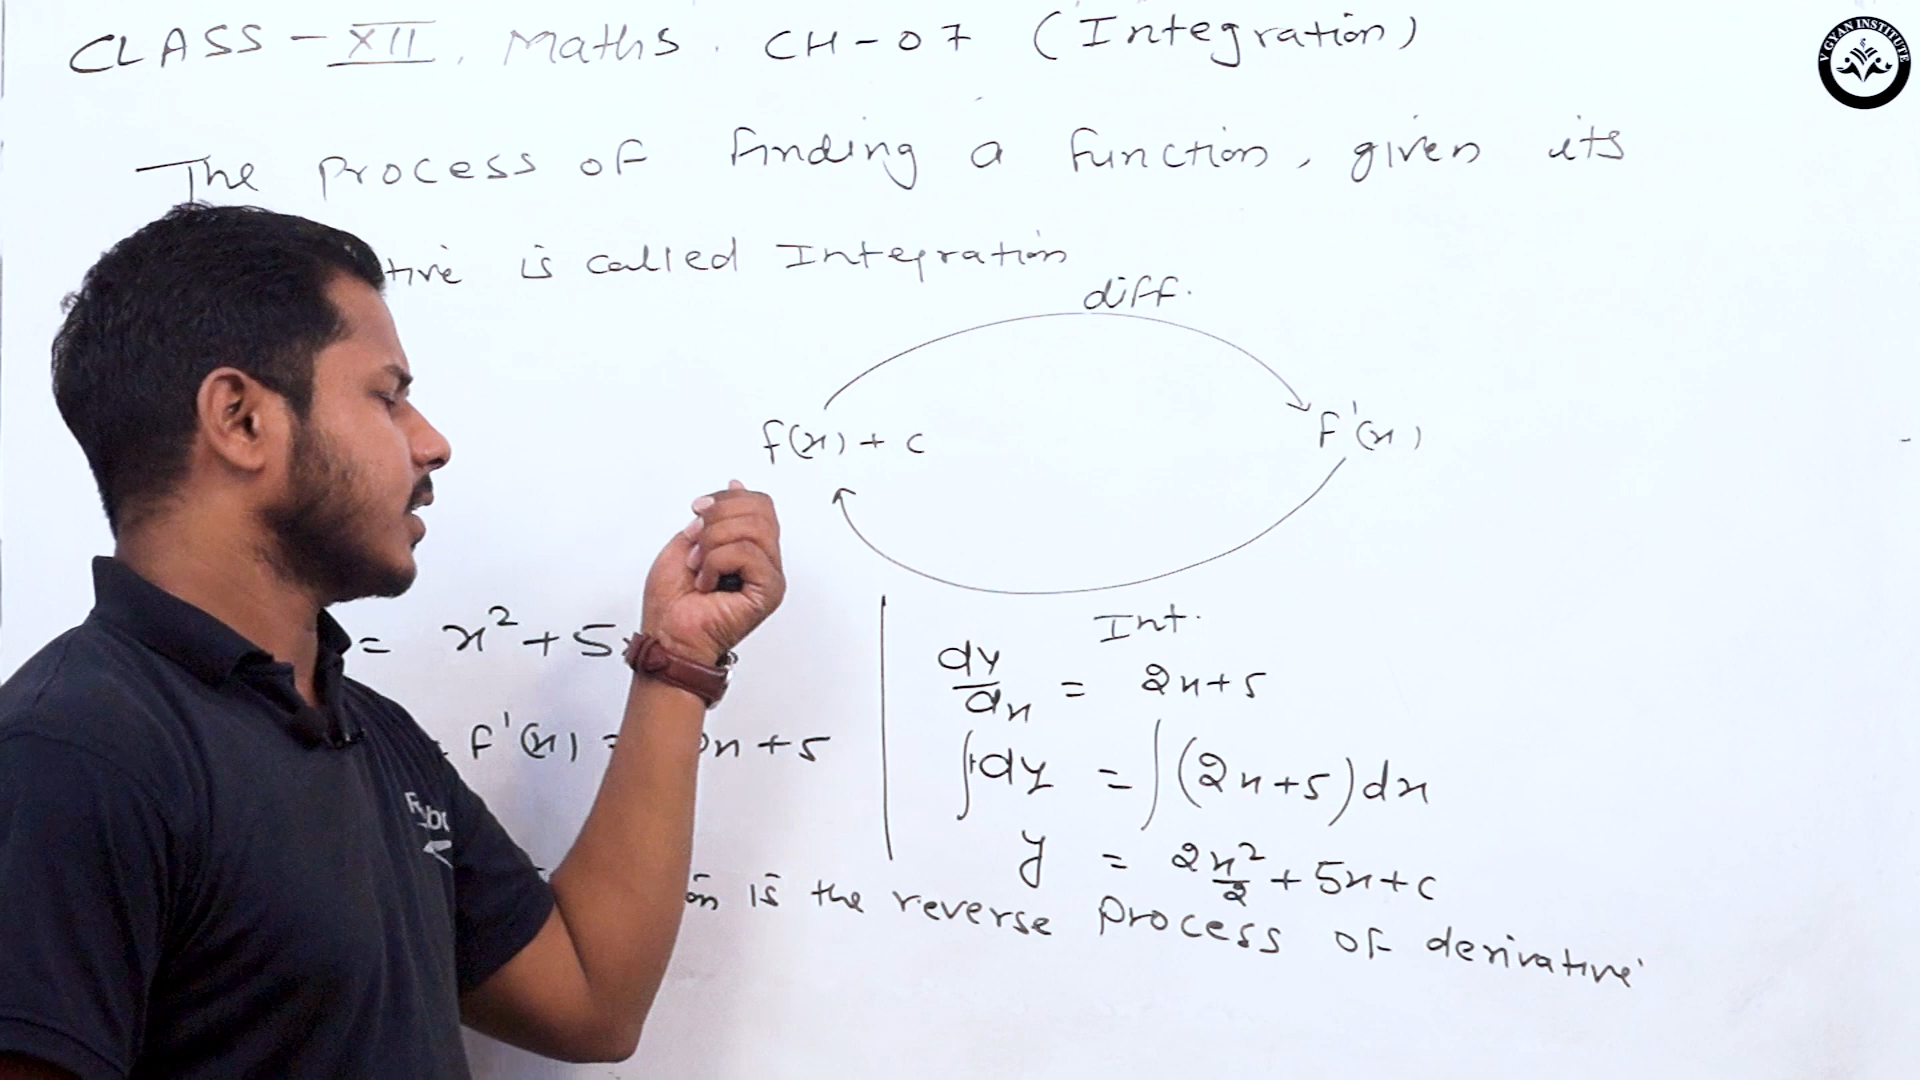 CLASS - XII, Maths. CH-07 (Integration)
V GYAN INSTITUTE
The process of finding a function, given its
tive is called Integration
diff.
f(x) + c
f'(x)
Int.
= x² + 5
f'(x) = x + 5
dy/dx = 2x+5
∫dy = ∫(2x+5)dx
y = 2x²/2 + 5x + c
on is the reverse process of derivative